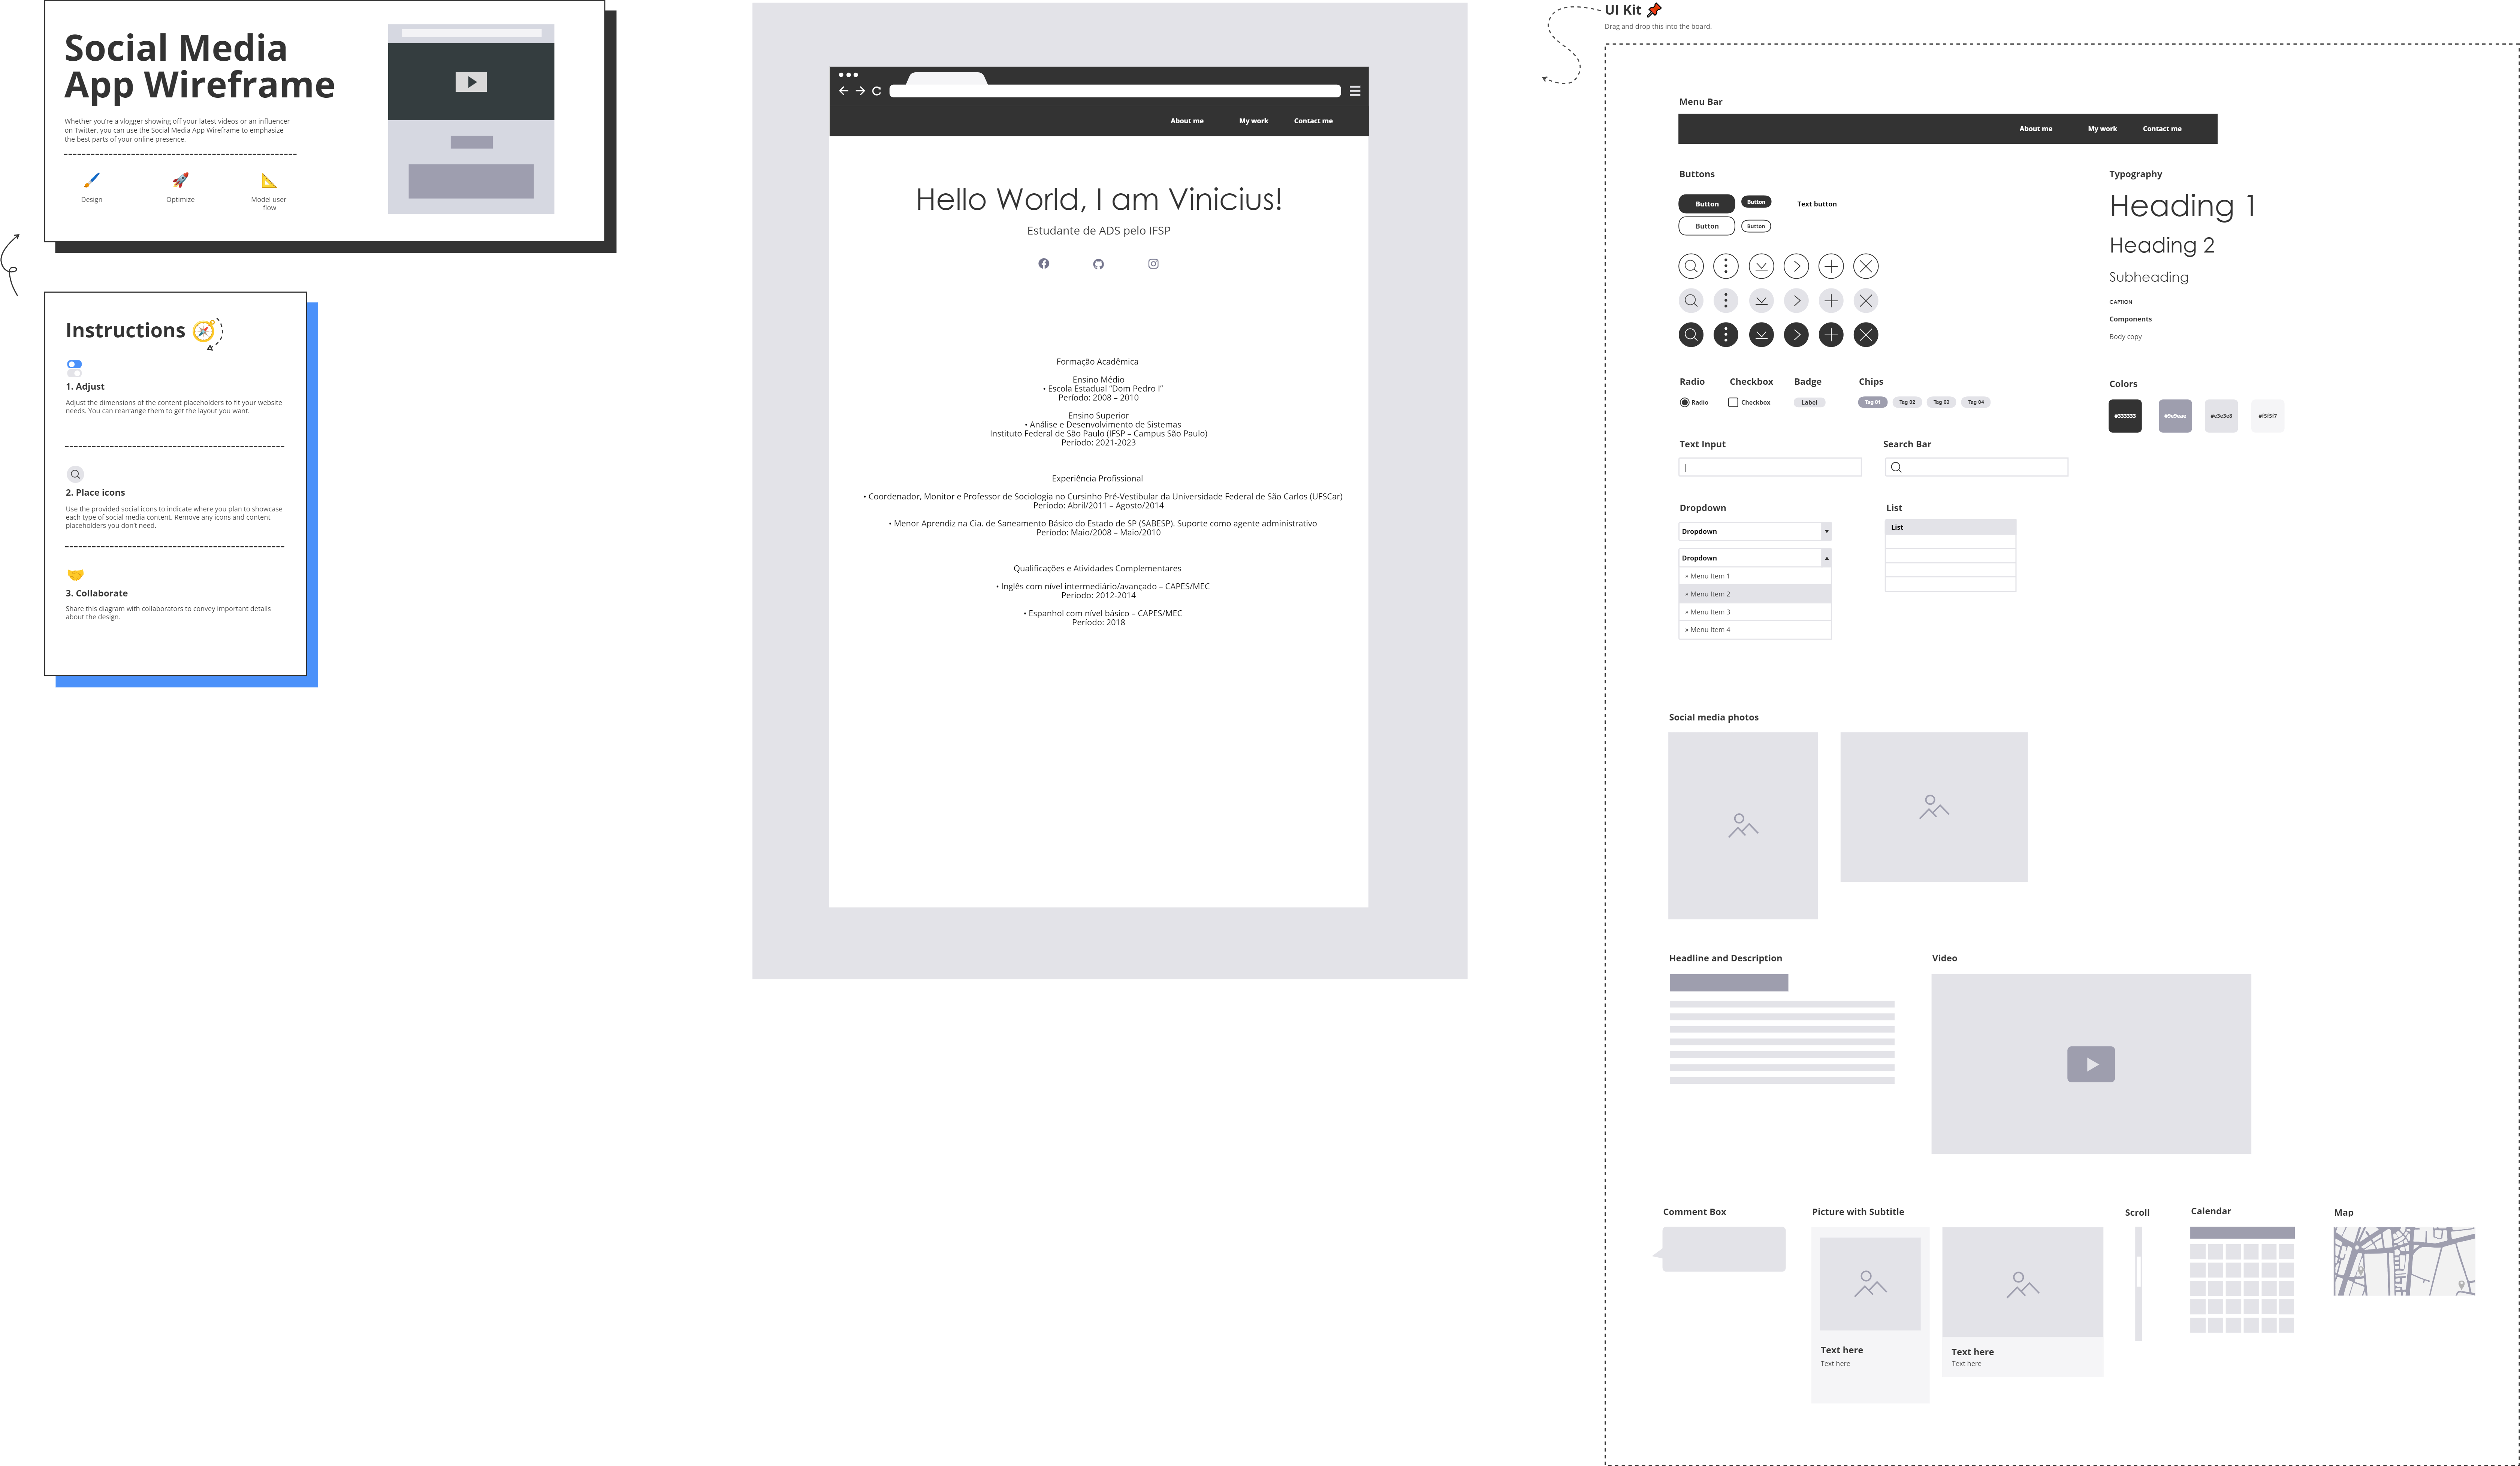 Social Media
App Wireframe
Whether you're a vlogger showing off your latest videos or an influencer
on Twitter, you can use the Social Media App Wireframe to emphasize
the best parts of your online presence.
Design
Optimize
Model user
flow
Instructions
1. Adjust
Adjust the dimensions of the content placeholders to fit your website
needs. You can rearrange them to get the layout you want.
2. Place icons
Use the provided social icons to indicate where you plan to showcase
each type of social media content. Remove any icons and content
placeholders you don't need.
3. Collaborate
Share this diagram with collaborators to convey important details
about the design.
About me
My work
Contact me
Hello World, I am Vinicius!
Estudante de ADS pelo IFSP
Formação Acadêmica
Ensino Médio
• Escola Estadual "Dom Pedro I"
Período: 2008 – 2010
Ensino Superior
• Análise e Desenvolvimento de Sistemas
Instituto Federal de São Paulo (IFSP – Campus São Paulo)
Período: 2021-2023
Experiência Profissional
• Coordenador, Monitor e Professor de Sociologia no Cursinho Pré-Vestibular da Universidade Federal de São Carlos (UFSCar)
Período: Abril/2011 – Agosto/2014
• Menor Aprendiz na Cia. de Saneamento Básico do Estado de SP (SABESP). Suporte como agente administrativo
Período: Maio/2008 – Maio/2010
Qualificações e Atividades Complementares
• Inglês com nível intermediário/avançado – CAPES/MEC
Período: 2012-2014
• Espanhol com nível básico – CAPES/MEC
Período: 2018
UI Kit
Drag and drop this into the board.
Menu Bar
About me
My work
Contact me
Buttons
Button
Button
Text button
Button
Button
Typography
Heading 1
Heading 2
Subheading
CAPTION
Components
Body copy
Radio
Checkbox
Badge
Chips
Radio
Checkbox
Label
Tag 01
Tag 02
Tag 03
Tag 04
Colors
#333333
#9e9eae
#e3e3e8
#f5f5f7
Text Input
Search Bar
Dropdown
List
Dropdown
List
Dropdown
» Menu Item 1
» Menu Item 2
» Menu Item 3
» Menu Item 4
Social media photos
Headline and Description
Video
Comment Box
Picture with Subtitle
Text here
Text here
Text here
Text here
Scroll
Calendar
Map